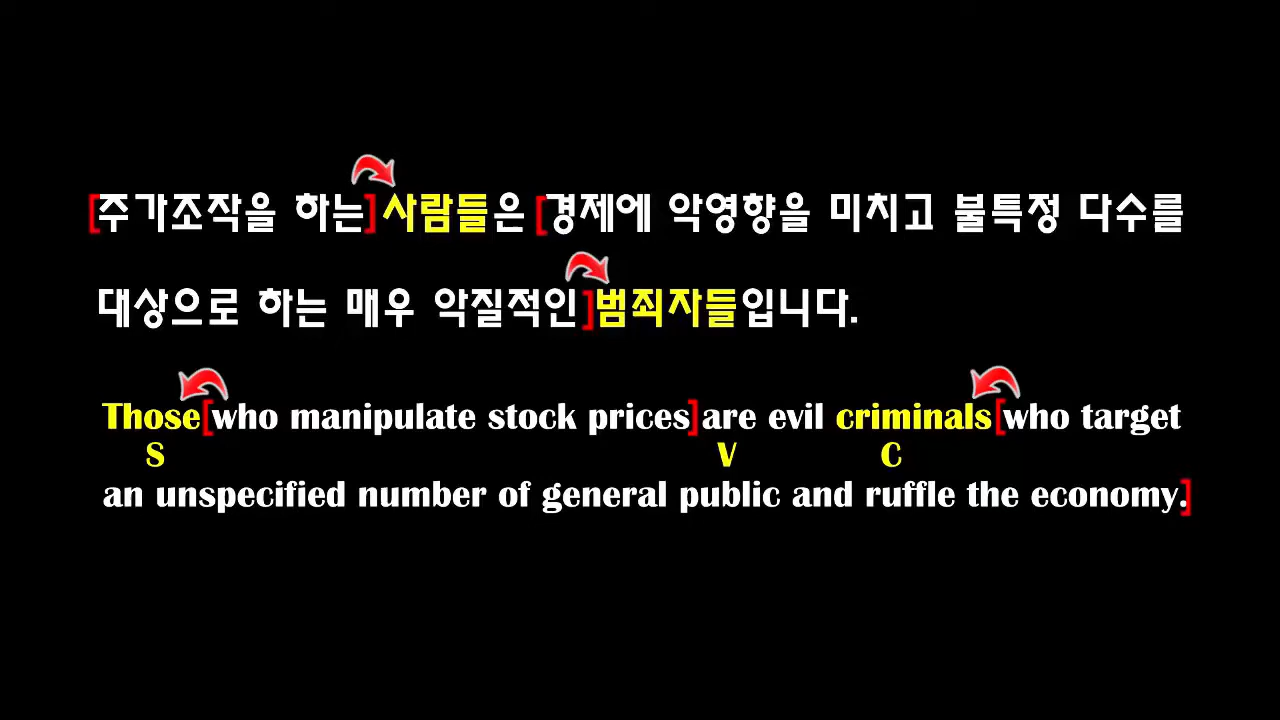 [주가조작을 하는] 사람들은 [경제에 악영향을 미치고 불특정 다수를
대상으로 하는 매우 악질적인]범죄자들입니다.
Those[who manipulate stock prices]are evil criminals[who target
S V C
an unspecified number of general public and ruffle the economy.]